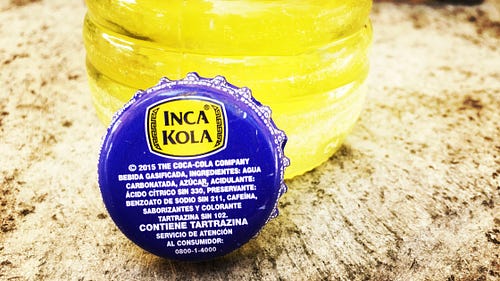 INCA
KOLA
®
© 2015 THE COCA-COLA COMPANY
BEBIDA GASIFICADA, INGREDIENTES: AGUA
CARBONATADA, AZÚCAR, ACIDULANTE:
ÁCIDO CÍTRICO SIN 330, PRESERVANTE:
BENZOATO DE SODIO SIN 211, CAFEÍNA,
SABORIZANTES Y COLORANTE
TARTRAZINA SIN 102.
CONTIENE TARTRAZINA
SERVICIO DE ATENCIÓN
AL CONSUMIDOR:
0800-1-4000